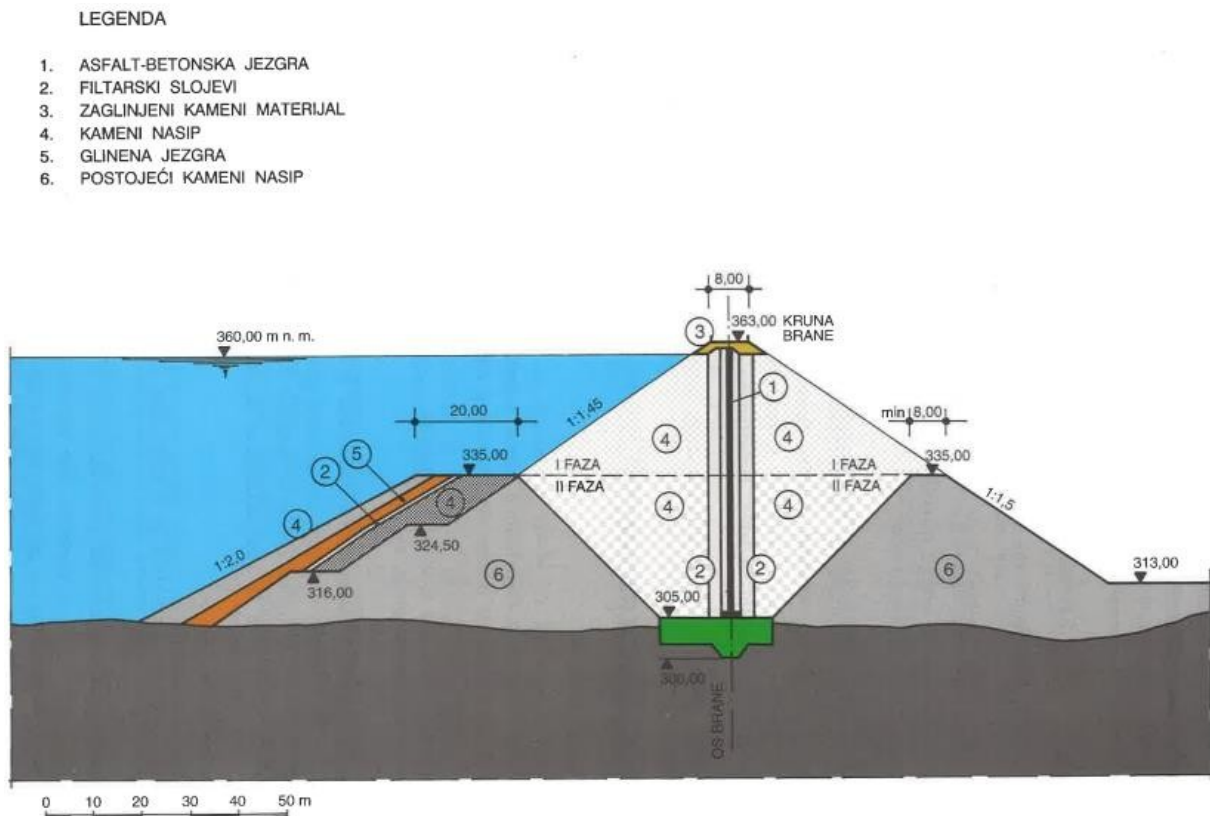 LEGENDA
1. ASFALT-BETONSKA JEZGRA
2. FILTARSKI SLOJEVI
3. ZAGLINJENI KAMENI MATERIJAL
4. KAMENI NASIP
5. GLINENA JEZGRA
6. POSTOJEĆI KAMENI NASIP
8,00
360,00 m n. m.
3
363,00 KRUNA
BRANE
1
20,00
1:1,45
min 8,00
4
4
5
2
335,00
I FAZA
II FAZA
I FAZA
II FAZA
335,00
4
4
4
4
1:1,5
1:2,0
324,50
316,00
6
2
2
6
313,00
305,00
300,00
OS BRANE
0 10 20 30 40 50 m